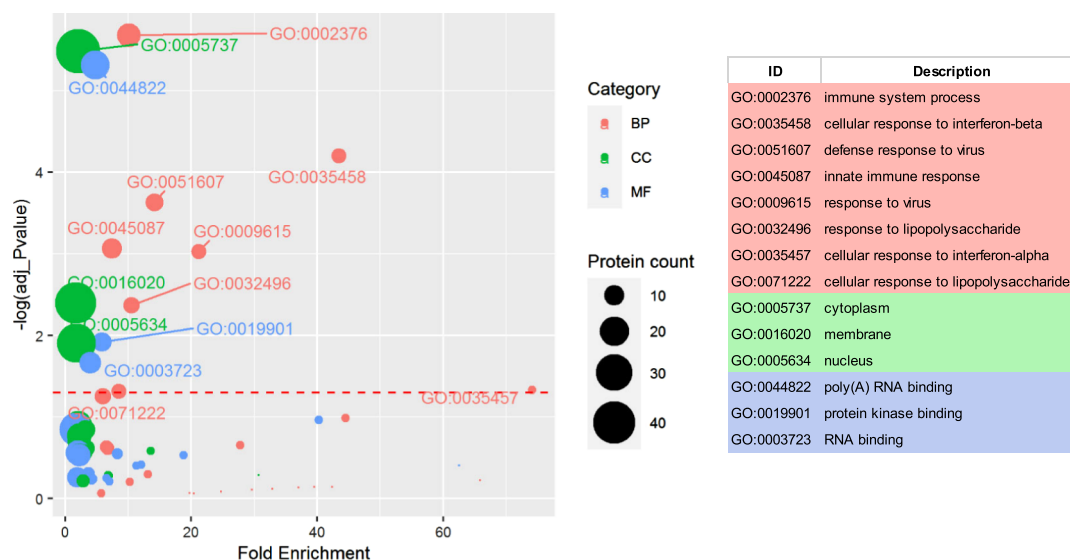 GO:0002376
GO:0005737
GO:0044822
GO:0035458
GO:0051607
GO:0045087
GO:0009615
GO:0016020
GO:0032496
GO:0005634
GO:0019901
GO:0003723
GO:0035457
GO:0071222
4
2
0
-log(adj_Pvalue)
0 20 40 60
Fold Enrichment
Category
BP
CC
MF
Protein count
10
20
30
40
ID Description
GO:0002376 immune system process
GO:0035458 cellular response to interferon-beta
GO:0051607 defense response to virus
GO:0045087 innate immune response
GO:0009615 response to virus
GO:0032496 response to lipopolysaccharide
GO:0035457 cellular response to interferon-alpha
GO:0071222 cellular response to lipopolysaccharide
GO:0005737 cytoplasm
GO:0016020 membrane
GO:0005634 nucleus
GO:0044822 poly(A) RNA binding
GO:0019901 protein kinase binding
GO:0003723 RNA binding